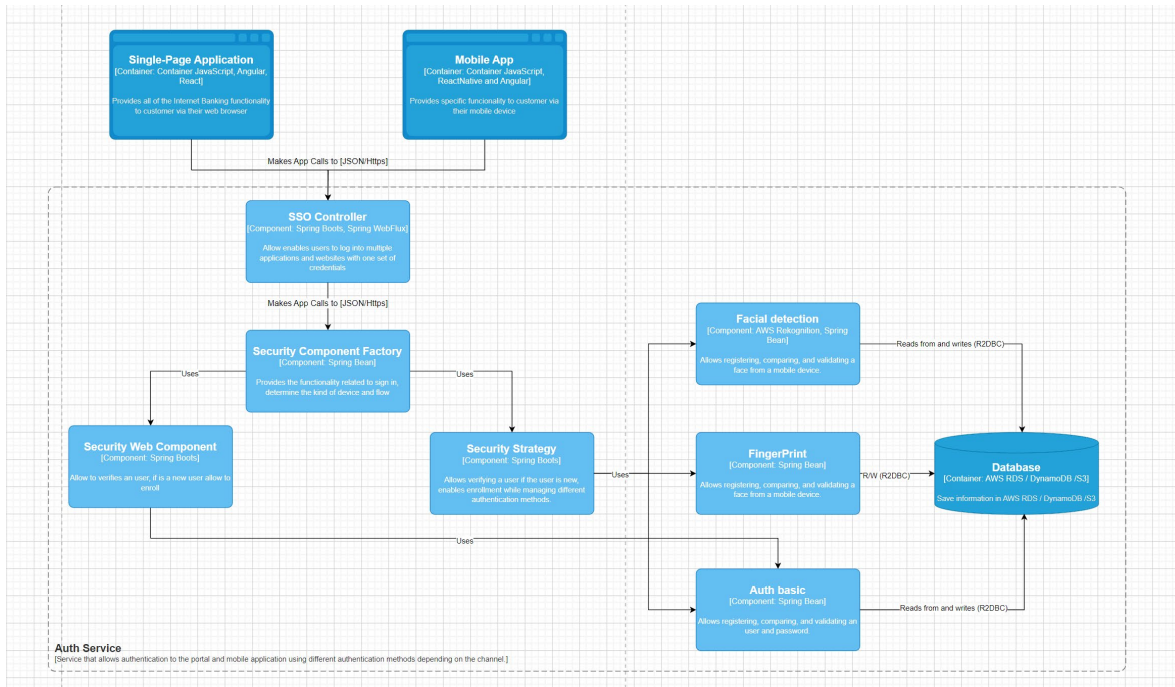 Single-Page Application
[Container: Container JavaScript, Angular,
React]
Provides all of the Internet Banking functionality
to customer via their web browser
Mobile App
[Container: Container JavaScript,
ReactNative and Angular]
Provides specific funcionality to customer via
their mobile device
Makes App Calls to [JSON/Https]
SSO Controller
[Component: Spring Boots, Spring WebFlux]
Allow enables users to log into multiple
applications and websites with one set of
credentials
Makes App Calls to [JSON/Https]
Security Component Factory
[Component: Spring Bean]
Provides the functionality related to sign in,
determine the kind of device and flow
Uses
Uses
Security Web Component
[Component: Spring Boots]
Allow to verifies an user, if is a new user allow to
enroll
Security Strategy
[Component: Spring Boots]
Allows verifying a user if the user is new,
enables enrollment while managing different
authentication methods.
Uses
Uses
Facial detection
[Component: AWS Rekognition, Spring
Bean]
Allows registering, comparing, and validating a
face from a mobile device.
Reads from and writes (R2DBC)
FingerPrint
[Component: Spring Bean]
Allows registering, comparing, and validating a
face from a mobile device.
R/W (R2DBC)
Database
[Container: AWS RDS / DynamoDB /S3]
Save information in AWS RDS / DynamoDB /S3
Auth basic
[Component: Spring Bean]
Allows registering, comparing, and validating an
user and password.
Reads from and writes (R2DBC)
Auth Service
[Service that allows authentication to the portal and mobile application using different authentication methods depending on the channel.]